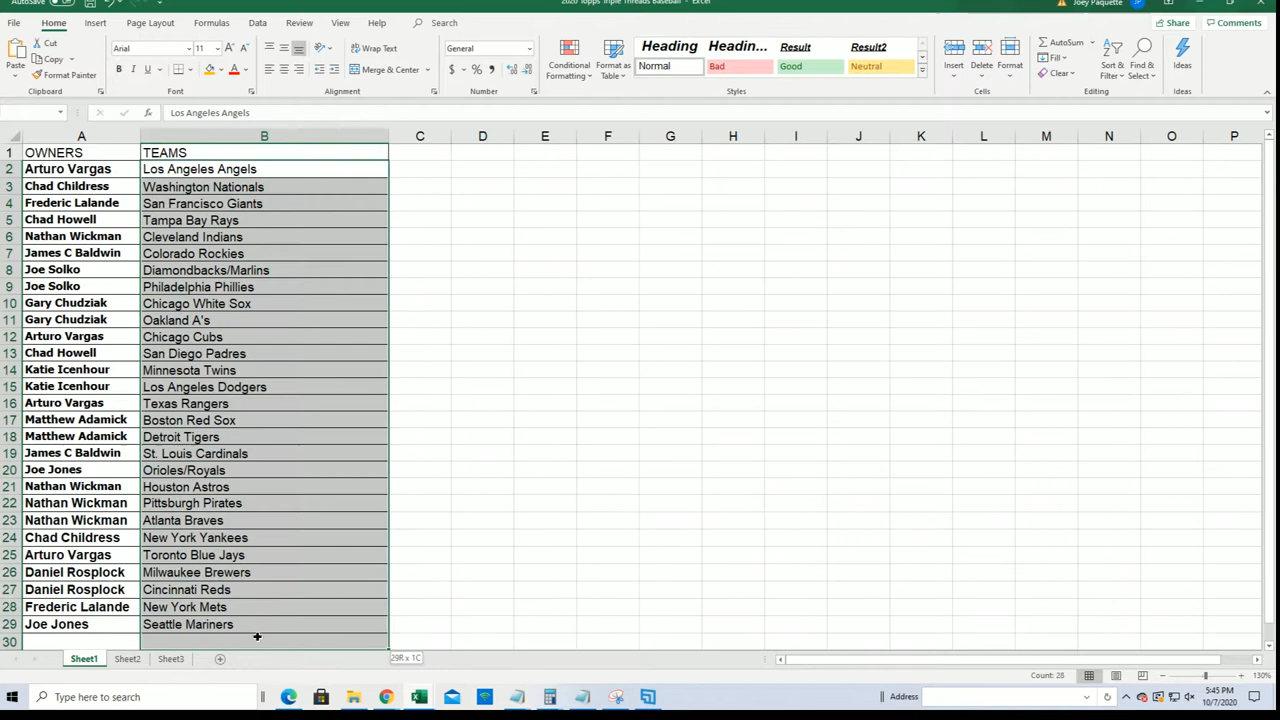 AutoSave Off 2020 Topps Triple Threads Baseball - Excel Joey Paquette
File Home Insert Page Layout Formulas Data Review View Help Search Share Comments
Paste Cut Copy Format Painter Clipboard
Arial 11 A A B I U A Font
Wrap Text Merge & Center Alignment
General $ % , Number
Conditional Formatting Format as Table Heading Headin... Result Result2 Normal Bad Good Neutral Styles
Insert Delete Format Cells
AutoSum Fill Clear Sort & Filter Find & Select Editing
Ideas Ideas
fx Los Angeles Angels
A B C D E F G H I J K L M N O P
1 OWNERS TEAMS
2 Arturo Vargas Los Angeles Angels
3 Chad Childress Washington Nationals
4 Frederic Lalande San Francisco Giants
5 Chad Howell Tampa Bay Rays
6 Nathan Wickman Cleveland Indians
7 James C Baldwin Colorado Rockies
8 Joe Solko Diamondbacks/Marlins
9 Joe Solko Philadelphia Phillies
10 Gary Chudziak Chicago White Sox
11 Gary Chudziak Oakland A's
12 Arturo Vargas Chicago Cubs
13 Chad Howell San Diego Padres
14 Katie Icenhour Minnesota Twins
15 Katie Icenhour Los Angeles Dodgers
16 Arturo Vargas Texas Rangers
17 Matthew Adamick Boston Red Sox
18 Matthew Adamick Detroit Tigers
19 James C Baldwin St. Louis Cardinals
20 Joe Jones Orioles/Royals
21 Nathan Wickman Houston Astros
22 Nathan Wickman Pittsburgh Pirates
23 Nathan Wickman Atlanta Braves
24 Chad Childress New York Yankees
25 Arturo Vargas Toronto Blue Jays
26 Daniel Rosplock Milwaukee Brewers
27 Daniel Rosplock Cincinnati Reds
28 Frederic Lalande New York Mets
29 Joe Jones Seattle Mariners
30
Sheet1 Sheet2 Sheet3 29R x 1C
Count: 28 130%
Type here to search Address 5:45 PM
10/7/2020